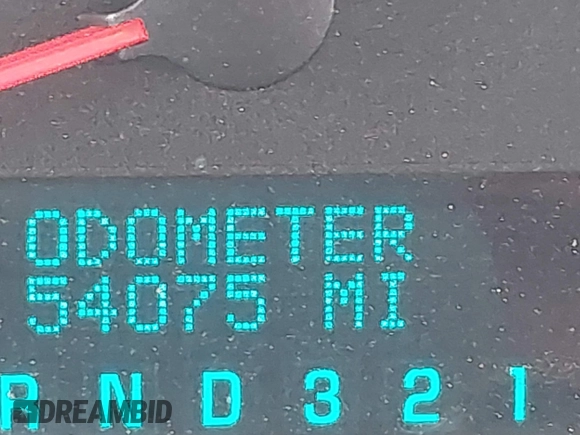 ODOMETER
54075 MI
R N D 3 2 1
DREAMBID